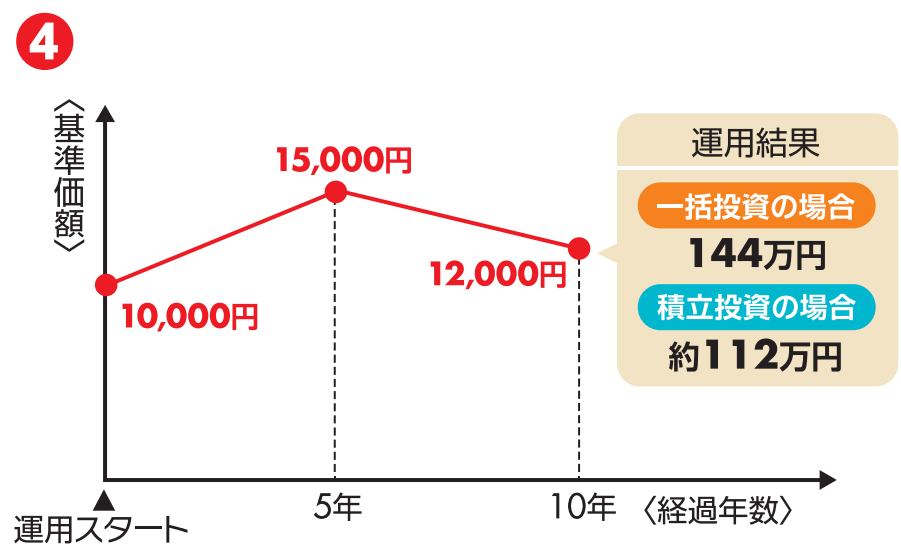 4
〈基準価額〉
15,000円
12,000円
10,000円
運用結果
一括投資の場合
144万円
積立投資の場合
約112万円
5年
10年
〈経過年数〉
運用スタート